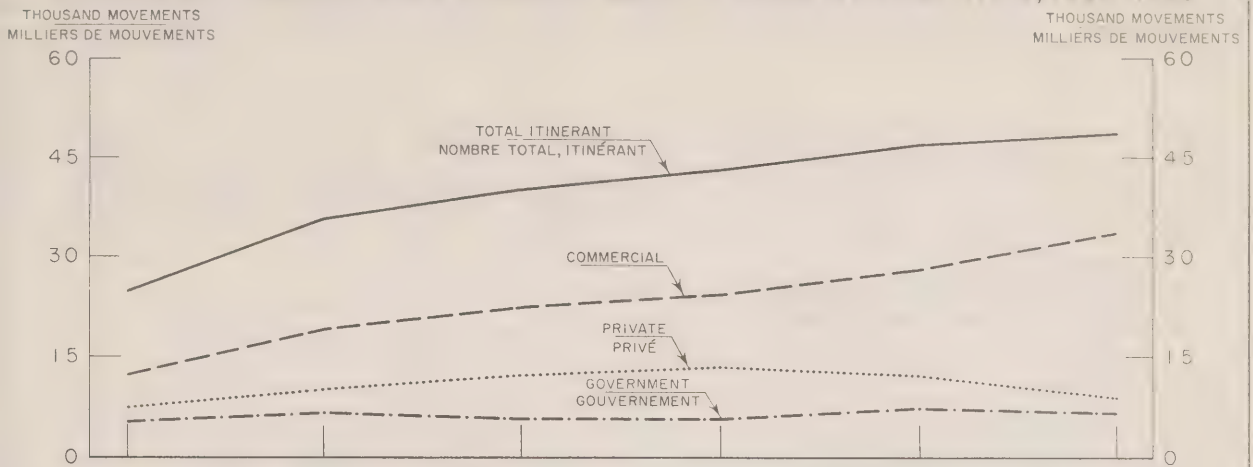 THOUSAND MOVEMENTS
MILLIERS DE MOUVEMENTS
THOUSAND MOVEMENTS
MILLIERS DE MOUVEMENTS
60
60
TOTAL ITINERANT
NOMBRE TOTAL, ITINÉRANT
45
45
COMMERCIAL
30
30
PRIVATE
PRIVÉ
15
15
GOVERNMENT
GOUVERNEMENT
0
0